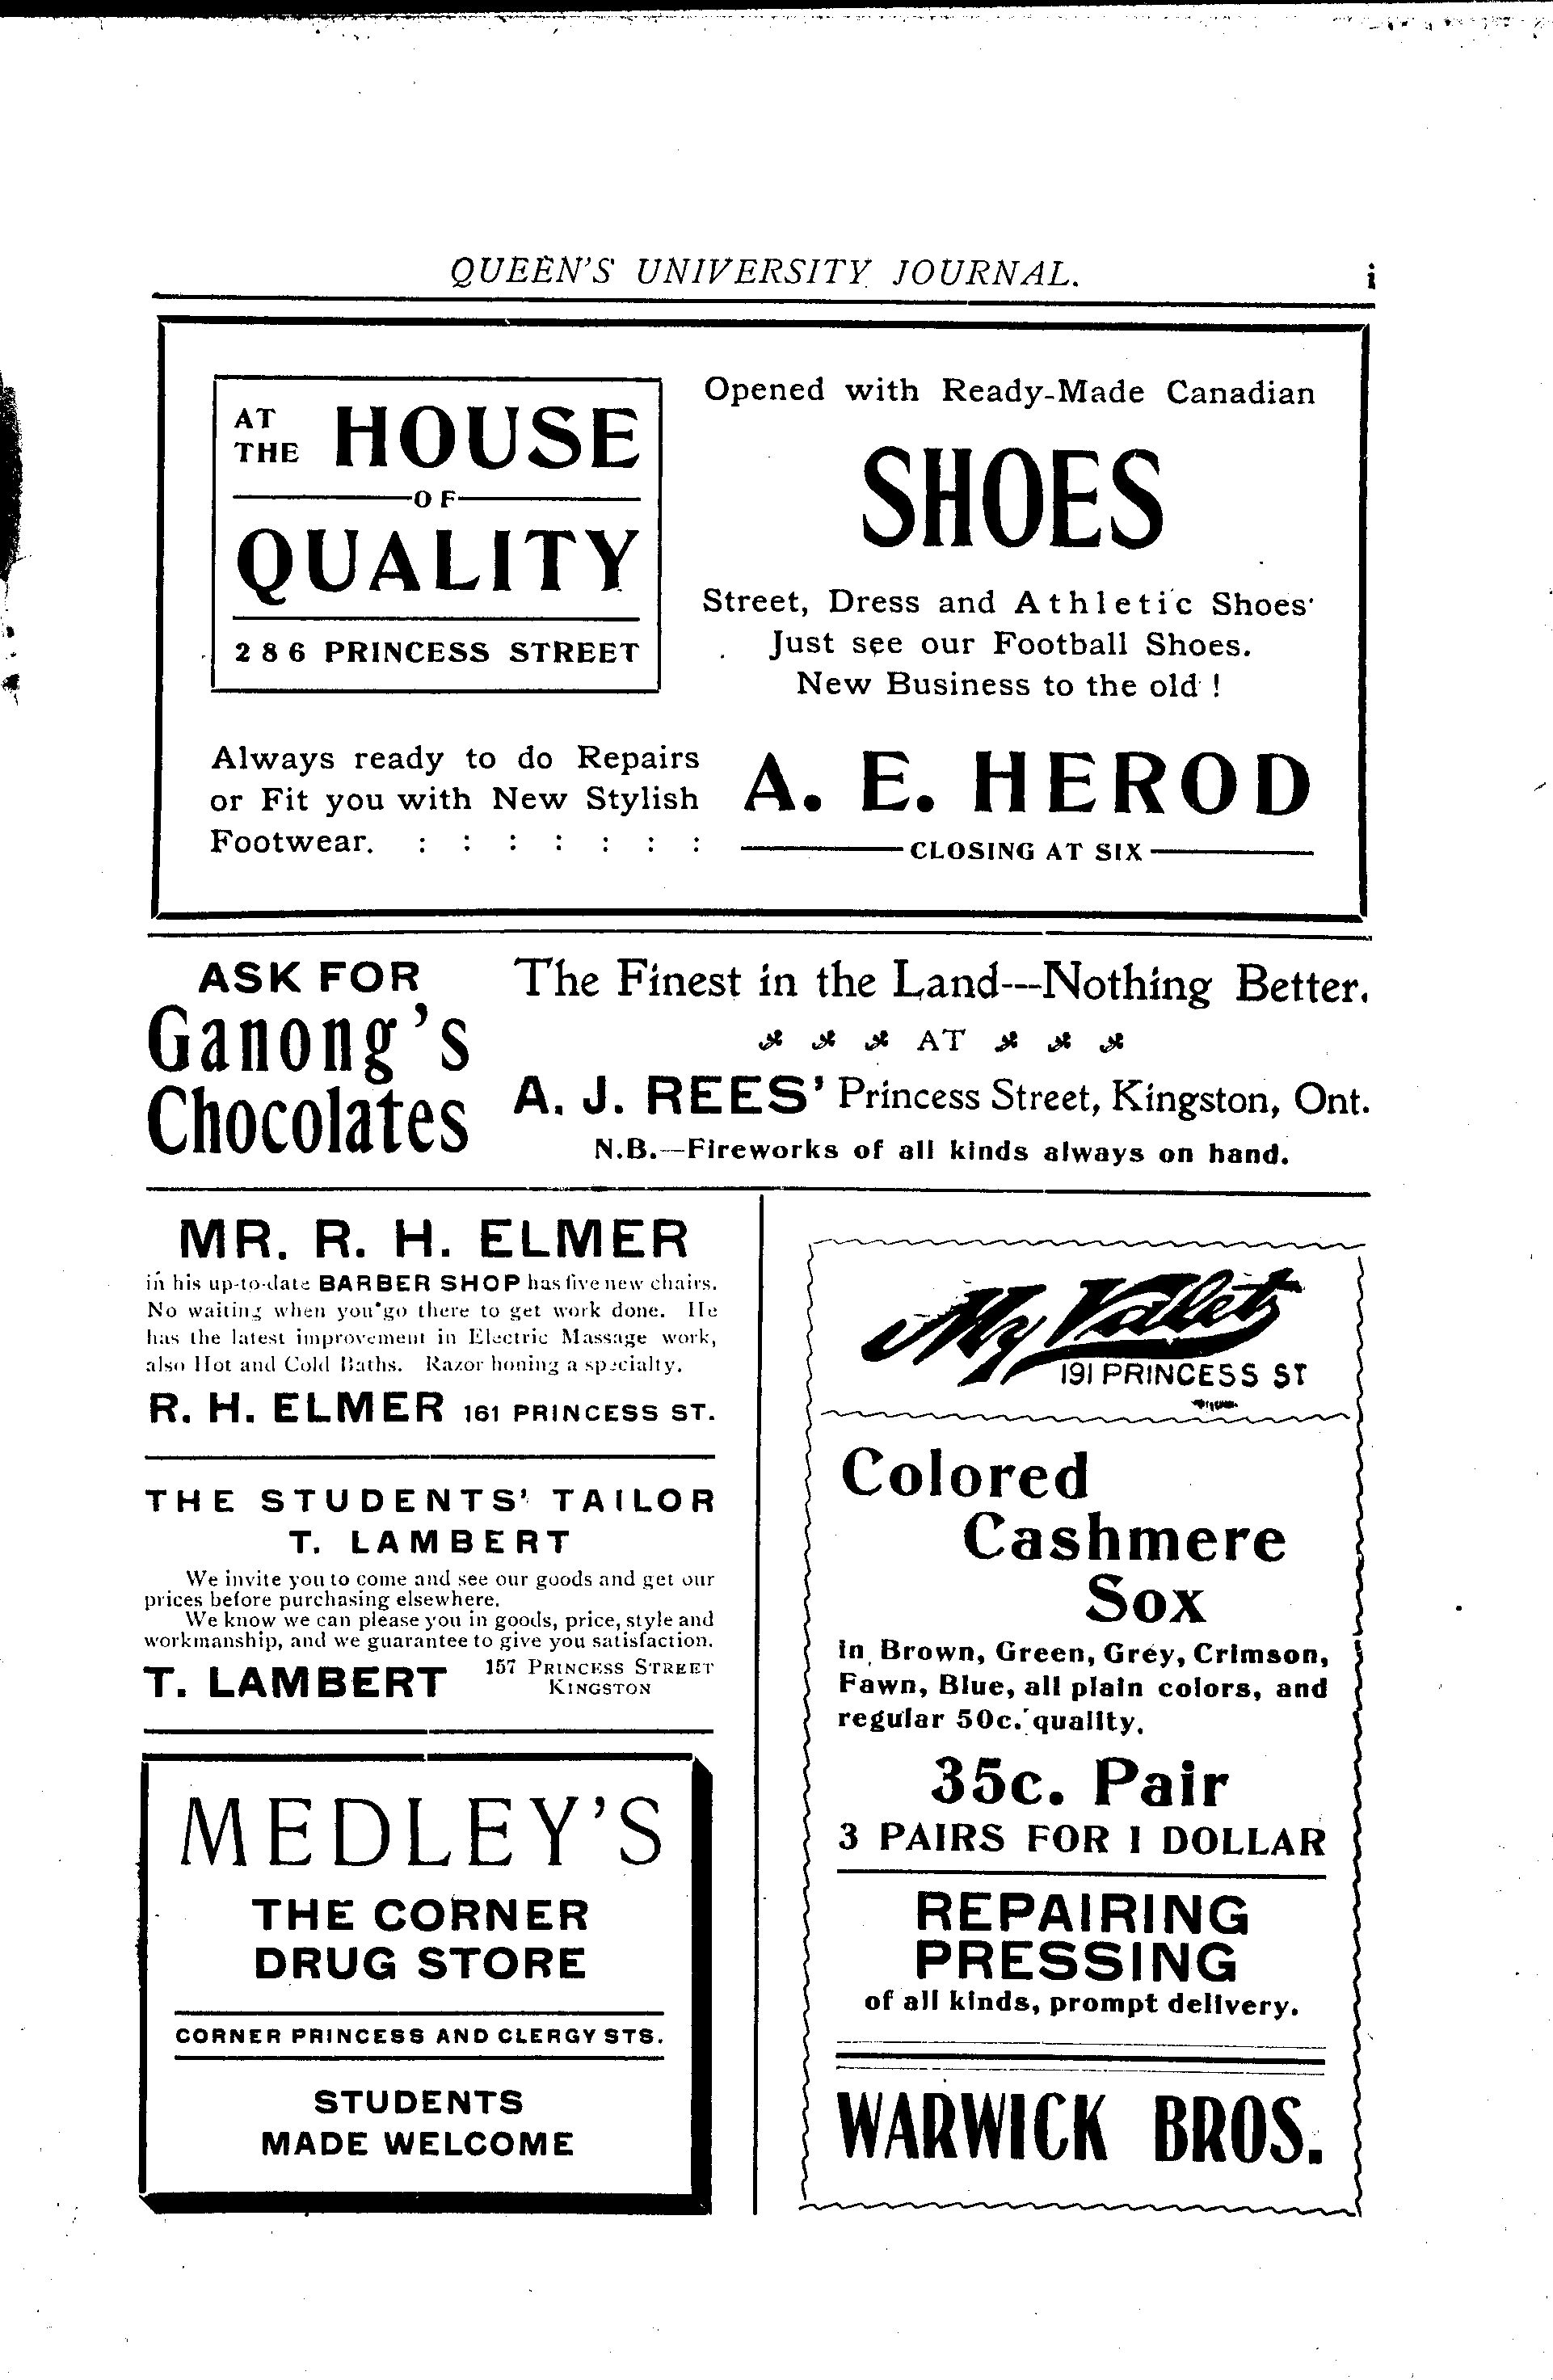 QUEEN'S UNIVERSITY JOURNAL. i
AT THE HOUSE
OF
QUALITY
286 PRINCESS STREET
Opened with Ready-Made Canadian
SHOES
Street, Dress and Athletic Shoes
Just see our Football Shoes.
New Business to the old !
Always ready to do Repairs
or Fit you with New Stylish
Footwear. : : : : : : :
A. E. HEROD
CLOSING AT SIX
ASK FOR
Ganong's
Chocolates
The Finest in the Land---Nothing Better.
AT
A. J. REES' Princess Street, Kingston, Ont.
N.B.—Fireworks of all kinds always on hand.
MR. R. H. ELMER
in his up-to-date BARBER SHOP has five new chairs.
No waiting when you go there to get work done. He
has the latest improvement in Electric Massage work,
also Hot and Cold Baths. Razor honing a specialty.
R. H. ELMER 161 PRINCESS ST.
THE STUDENTS' TAILOR
T. LAMBERT
We invite you to come and see our goods and get our
prices before purchasing elsewhere.
We know we can please you in goods, price, style and
workmanship, and we guarantee to give you satisfaction.
T. LAMBERT 157 PRINCESS STREET
KINGSTON
MEDLEY'S
THE CORNER
DRUG STORE
CORNER PRINCESS AND CLERGY STS.
STUDENTS
MADE WELCOME
My Valet
191 PRINCESS ST
Colored
Cashmere
Sox
in Brown, Green, Grey, Crimson,
Fawn, Blue, all plain colors, and
regular 50c. quality.
35c. Pair
3 PAIRS FOR 1 DOLLAR
REPAIRING
PRESSING
of all kinds, prompt delivery.
WARWICK BROS.